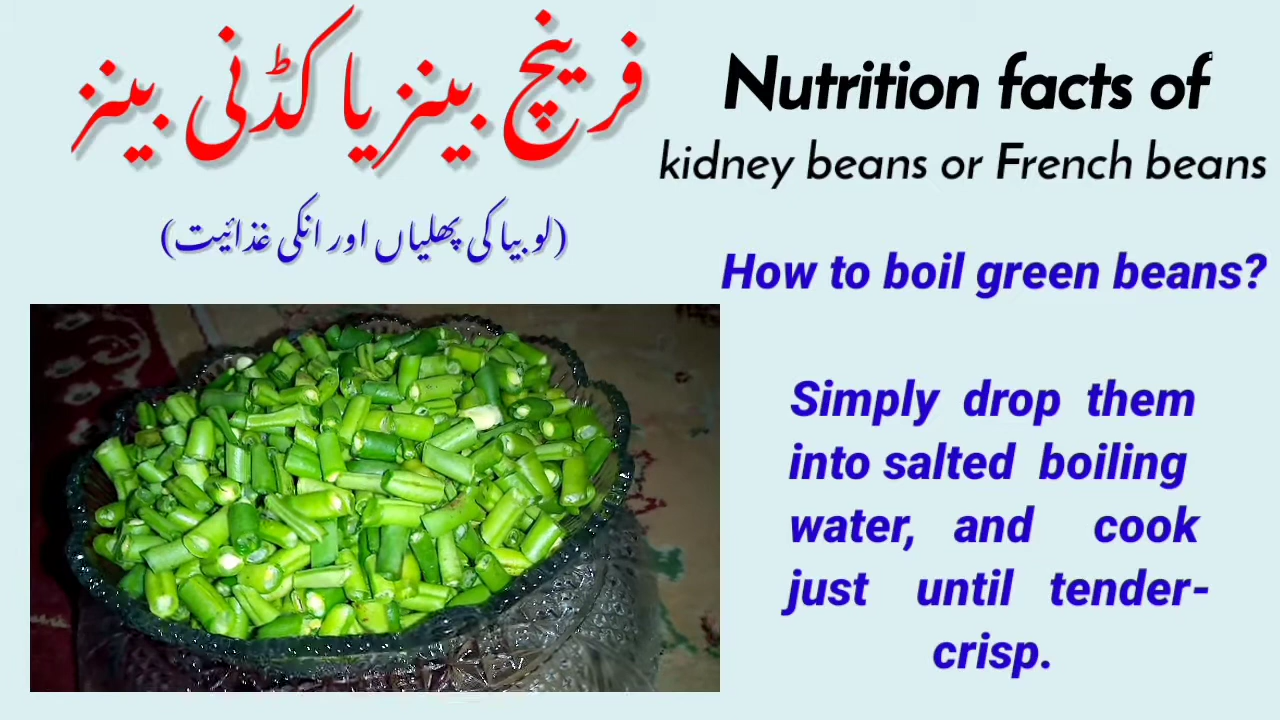 فرینچ بینز یا کڈنی بینز
(لوبیا کی پھلیاں اور انکی غذائیت)
Nutrition facts of
kidney beans or French beans
How to boil green beans?
Simply drop them
into salted boiling
water, and cook
just until tender-
crisp.